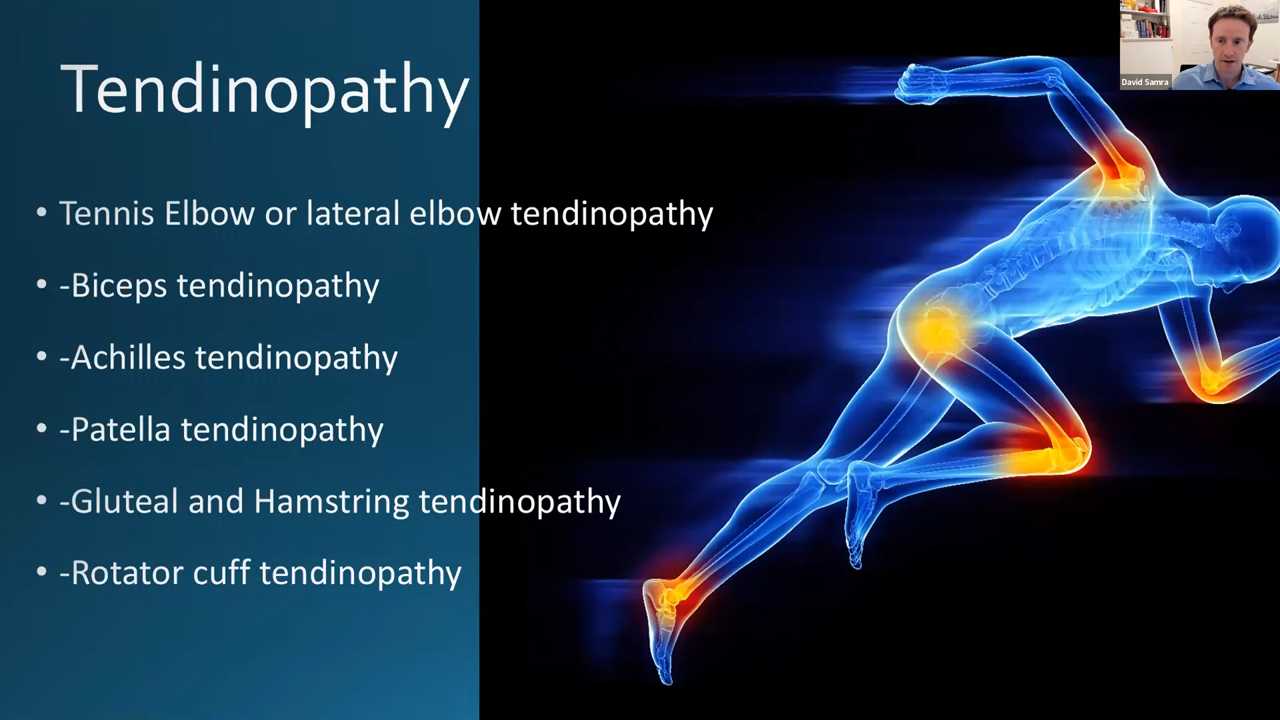 Tendinopathy
David Samra
• Tennis Elbow or lateral elbow tendinopathy
• -Biceps tendinopathy
• -Achilles tendinopathy
• -Patella tendinopathy
• -Gluteal and Hamstring tendinopathy
• -Rotator cuff tendinopathy